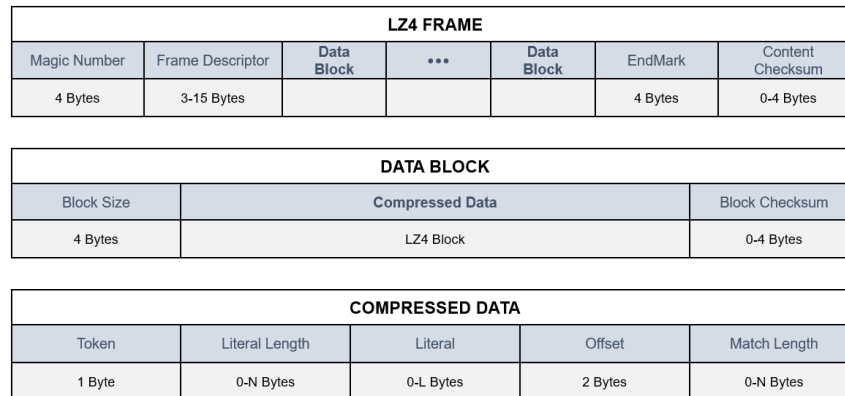 LZ4 FRAME
Magic Number Frame Descriptor Data Block ••• Data Block EndMark Content Checksum
4 Bytes 3-15 Bytes 4 Bytes 0-4 Bytes
DATA BLOCK
Block Size Compressed Data Block Checksum
4 Bytes LZ4 Block 0-4 Bytes
COMPRESSED DATA
Token Literal Length Literal Offset Match Length
1 Byte 0-N Bytes 0-L Bytes 2 Bytes 0-N Bytes